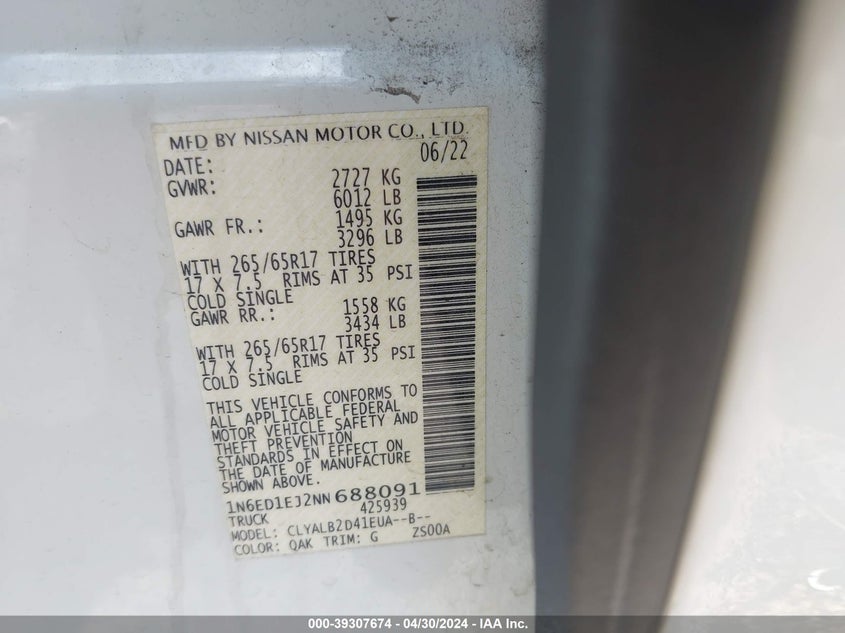 MFD BY NISSAN MOTOR CO., LTD.
DATE: 06/22
GVWR: 2727 KG
6012 LB
GAWR FR.: 1495 KG
3296 LB
WITH 265/65R17 TIRES
17 X 7.5 RIMS AT 35 PSI
COLD SINGLE
GAWR RR.: 1558 KG
3434 LB
WITH 265/65R17 TIRES
17 X 7.5 RIMS AT 35 PSI
COLD SINGLE
THIS VEHICLE CONFORMS TO
ALL APPLICABLE FEDERAL
MOTOR VEHICLE SAFETY AND
THEFT PREVENTION
STANDARDS IN EFFECT ON
THE DATE OF MANUFACTURE
SHOWN ABOVE.
1N6ED1EJ2NN688091
TRUCK 425939
MODEL: CLYALB2D41EUA--B--
COLOR: QAK TRIM: G ZS00A
000-39307674 / 04/30/2024 - IAA Inc.